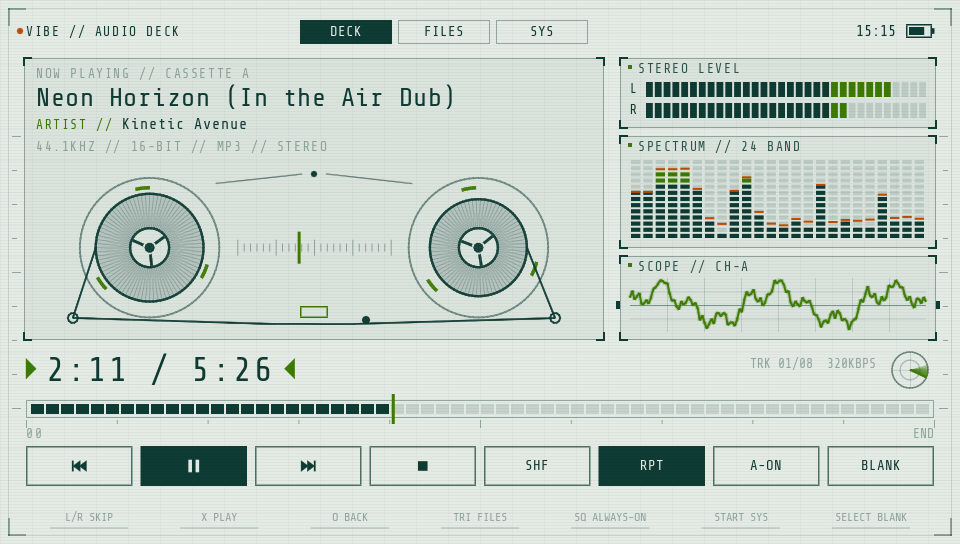 VIBE // AUDIO DECK
DECK
FILES
SYS
15:15
NOW PLAYING // CASSETTE A
Neon Horizon (In the Air Dub)
ARTIST // Kinetic Avenue
44.1KHZ // 16-BIT // MP3 // STEREO
STEREO LEVEL
L
R
SPECTRUM // 24 BAND
SCOPE // CH-A
2:11 / 5:26
TRK 01/08 320KBPS
00
END
SHF
RPT
A-ON
BLANK
L/R SKIP
X PLAY
O BACK
TRI FILES
SQ ALWAYS-ON
START SYS
SELECT BLANK